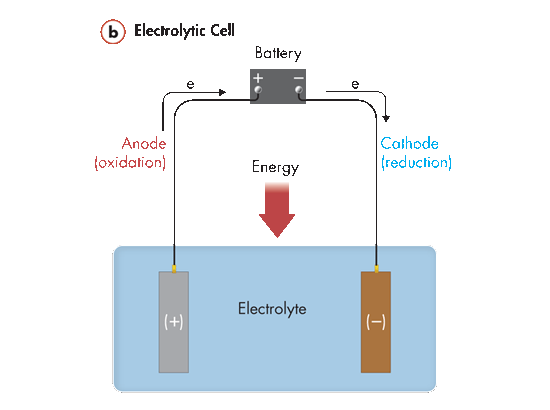 b Electrolytic Cell
Battery
+ −
e e
Anode
(oxidation)
Cathode
(reduction)
Energy
Electrolyte
(+) (−)